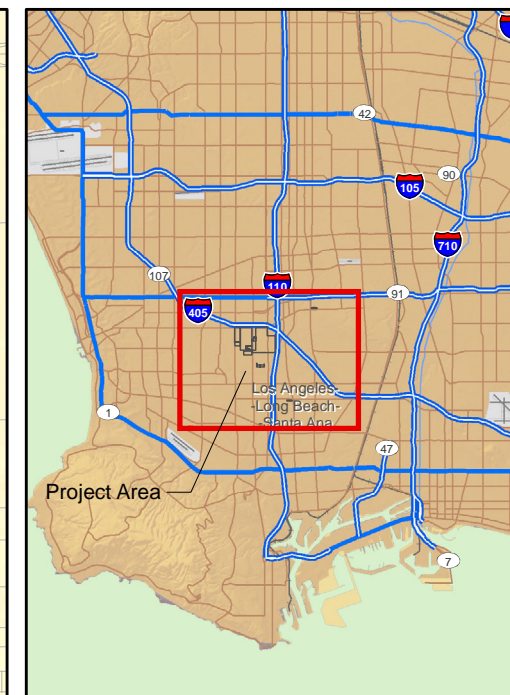 42
90
105
710
107
110
91
405
Los Angeles-
-Long Beach-
-Santa Ana
1
47
Project Area
7